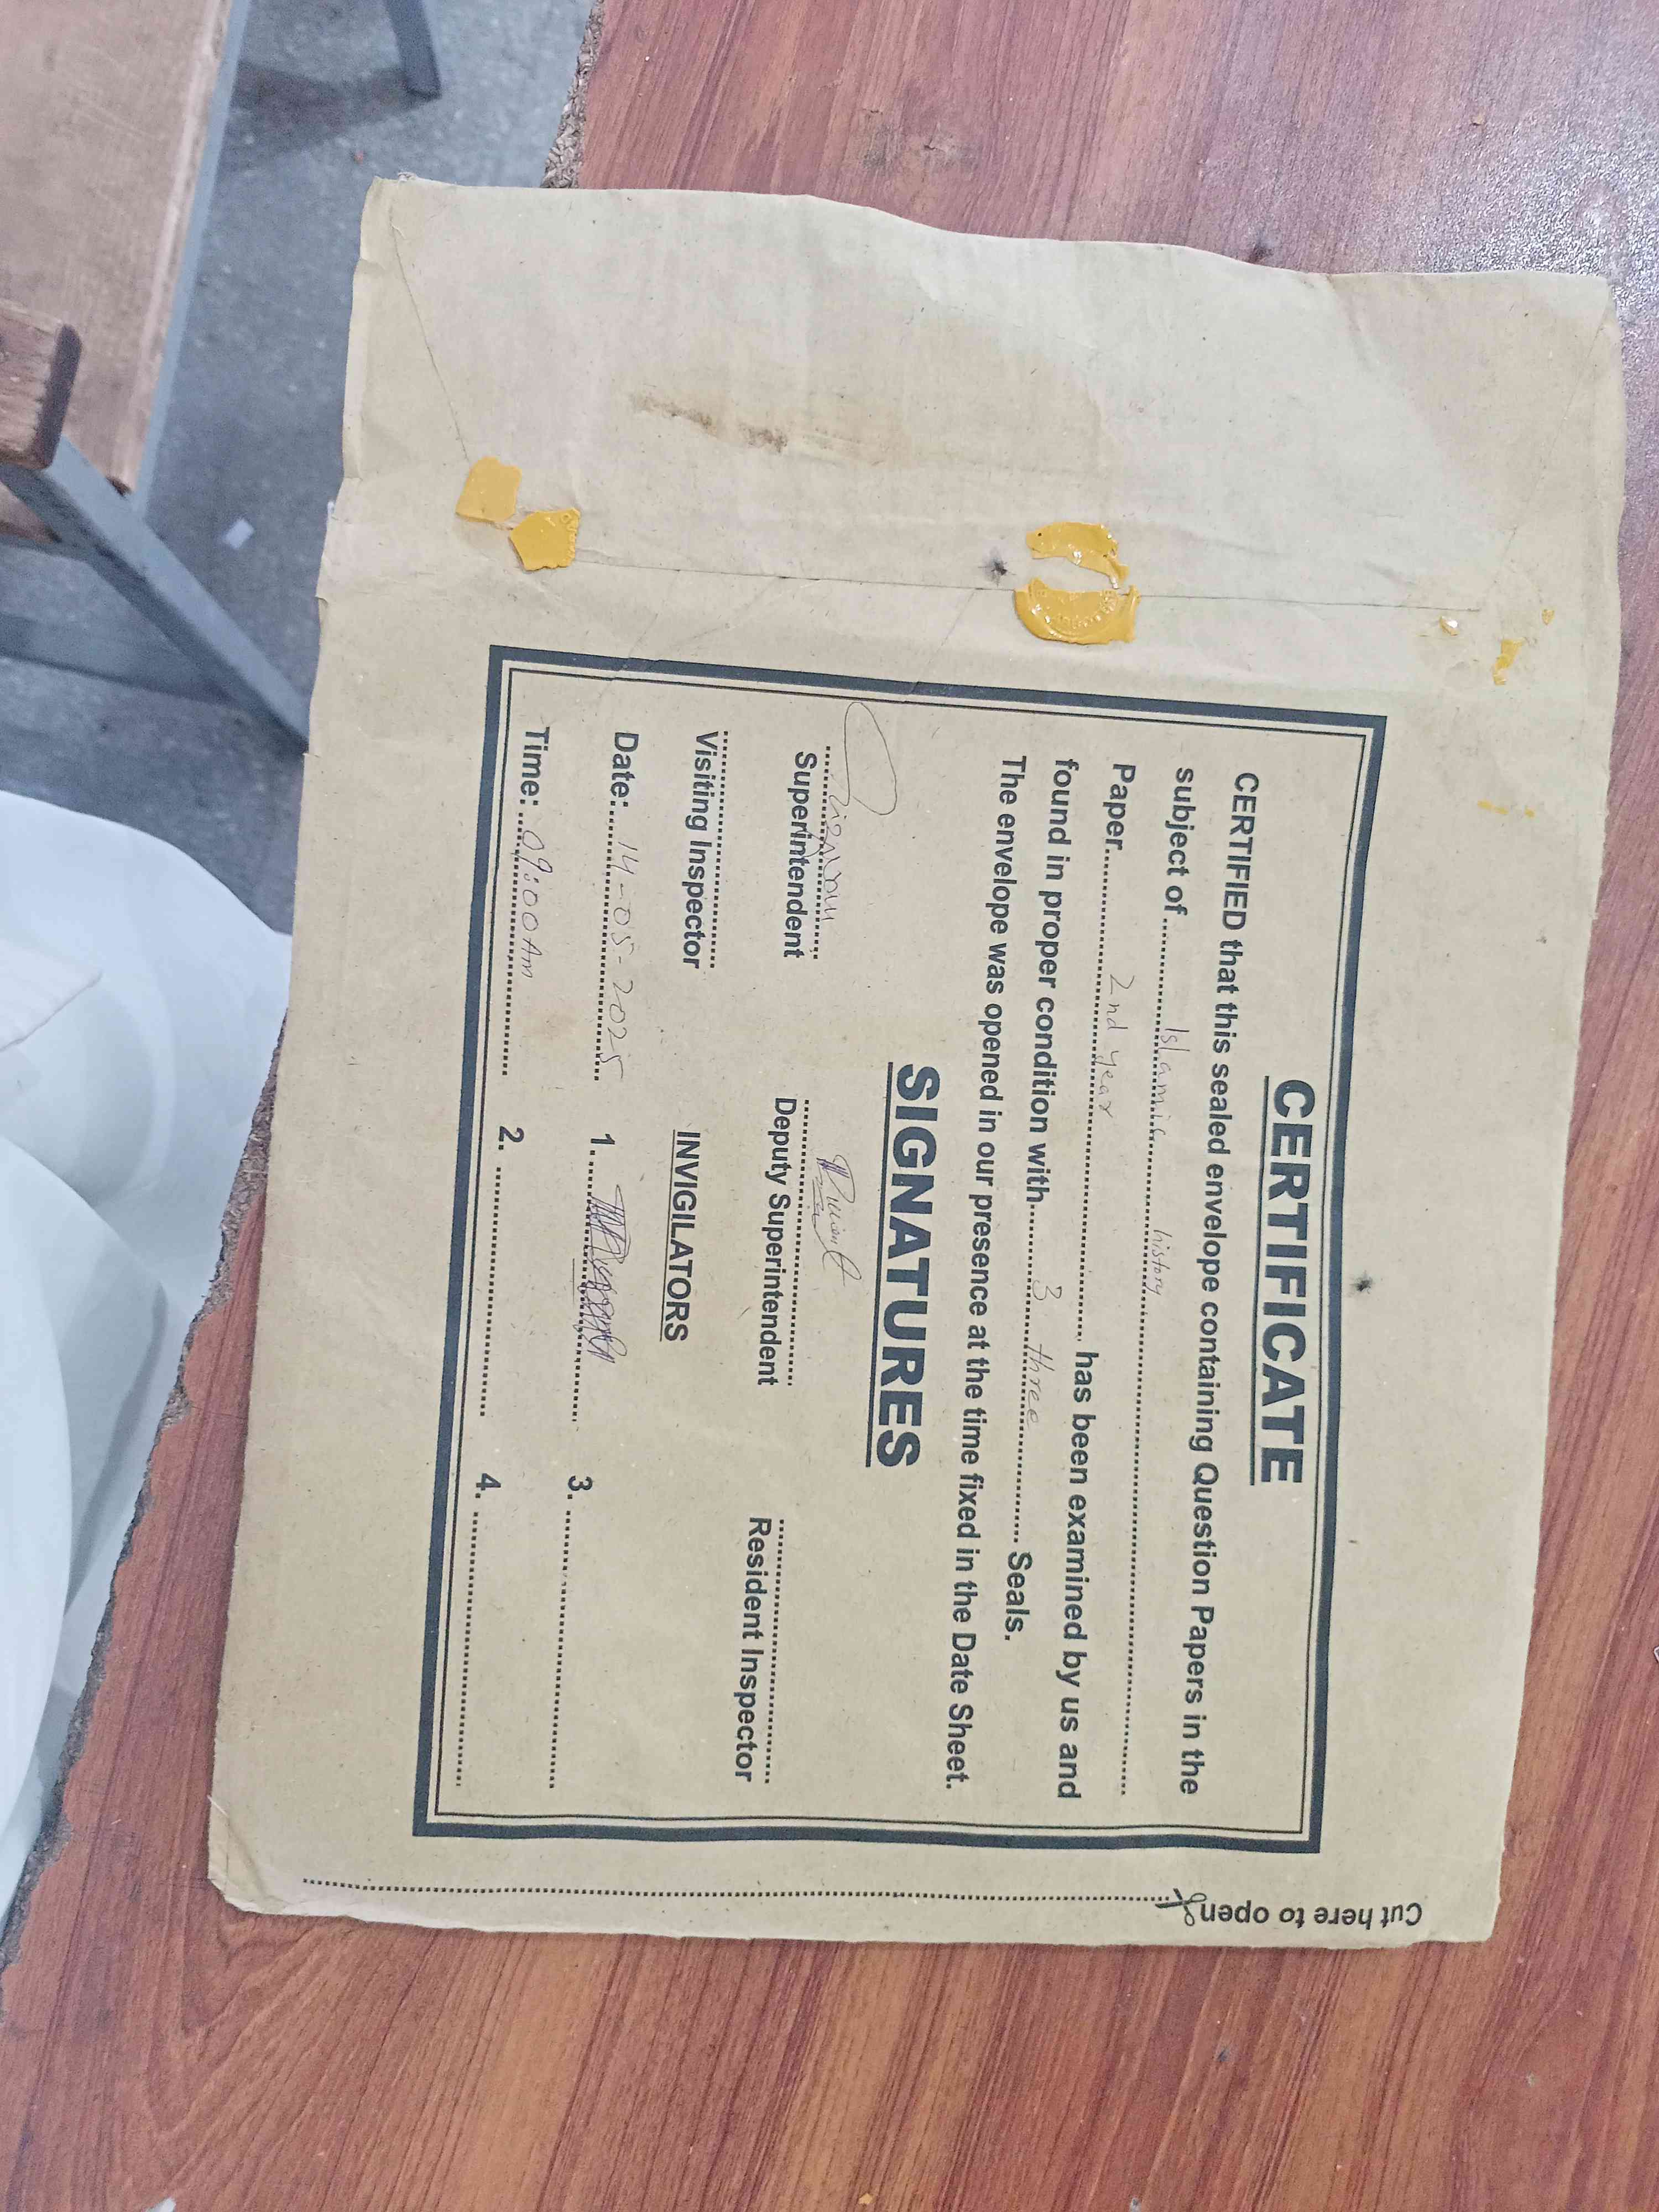 CERTIFICATE
CERTIFIED that this sealed envelope containing Question Papers in the
subject of Islamic history
Paper 2nd year has been examined by us and
found in proper condition with 3 three Seals.
The envelope was opened in our presence at the time fixed in the Date Sheet.
SIGNATURES
Superintendent Deputy Superintendent Resident Inspector
Visiting Inspector INVIGILATORS
Date: 14-05-2025 1. 3.
Time: 09:00 Am 2. 4.
Cut here to open